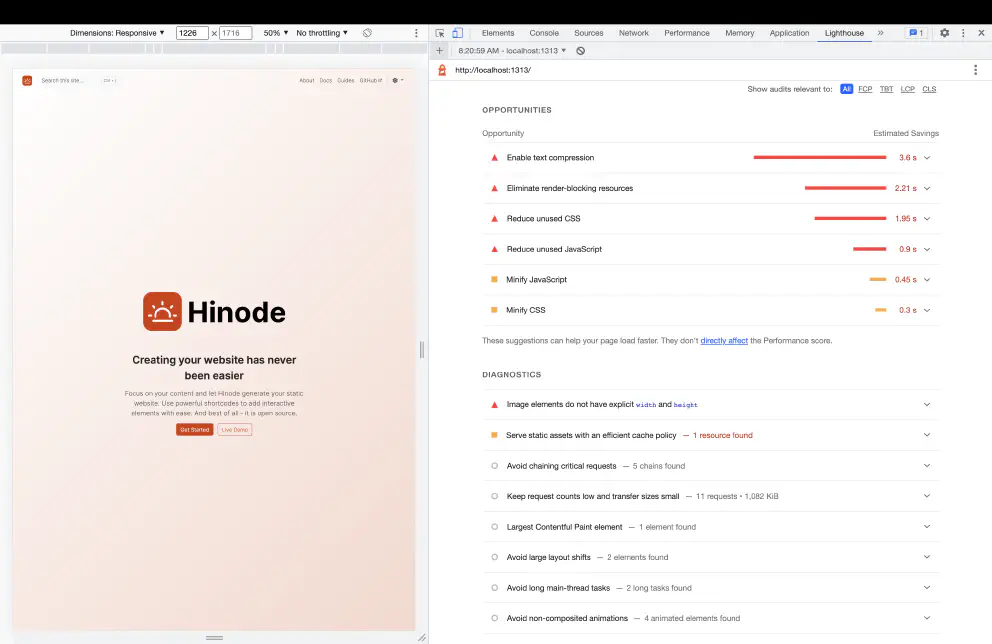 Dimensions: Responsive ▼ 1226 × 1716 50% ▼ No throttling ▼
Elements Console Sources Network Performance Memory Application Lighthouse » 1
+ 8:20:59 AM - localhost:1313 ▼
http://localhost:1313/
Search this site...
About Docs Guides GitHub
Hinode
Creating your website has never
been easier
Focus on your content and let Hinode generate your static
website. Use powerful shortcodes to add interactive
elements with ease. And best of all - it is open source.
Get Started Live Demo
Show audits relevant to: All FCP TBT LCP CLS
OPPORTUNITIES
Opportunity Estimated Savings
Enable text compression 3.6 s
Eliminate render-blocking resources 2.21 s
Reduce unused CSS 1.95 s
Reduce unused JavaScript 0.9 s
Minify JavaScript 0.45 s
Minify CSS 0.3 s
These suggestions can help your page load faster. They don't directly affect the Performance score.
DIAGNOSTICS
Image elements do not have explicit width and height
Serve static assets with an efficient cache policy — 1 resource found
Avoid chaining critical requests — 5 chains found
Keep request counts low and transfer sizes small — 11 requests • 1,082 KiB
Largest Contentful Paint element — 1 element found
Avoid large layout shifts — 2 elements found
Avoid long main-thread tasks — 2 long tasks found
Avoid non-composited animations — 4 animated elements found